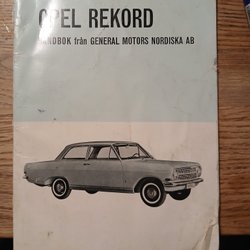 OPEL REKORD
HANDBOK från GENERAL MOTORS NORDISKA AB